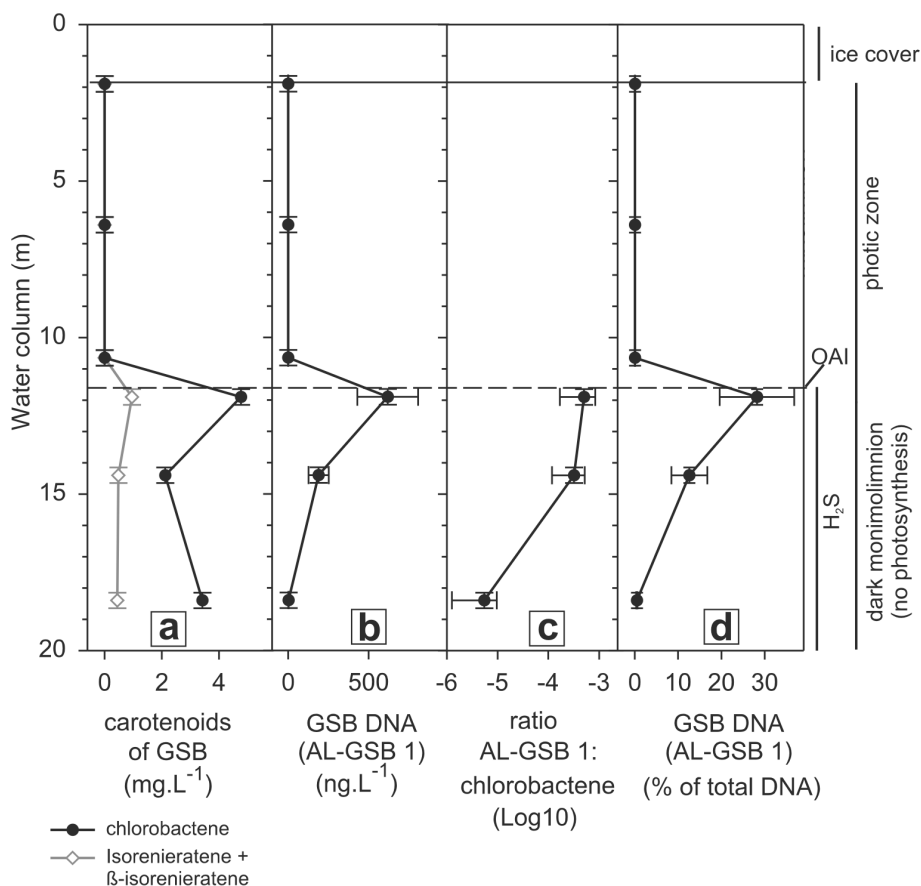 0
5
10
15
20
Water column (m)
ice cover
photic zone
OAI
H₂S
dark monimolimnion
(no photosynthesis)
a
b
c
d
0 2 4
0 500
-6 -5 -4 -3
0 10 20 30
carotenoids
of GSB
(mg.L⁻¹)
GSB DNA
(AL-GSB 1)
(ng.L⁻¹)
ratio
AL-GSB 1:
chlorobactene
(Log10)
GSB DNA
(AL-GSB 1)
(% of total DNA)
chlorobactene
Isorenieratene +
ß-isorenieratene